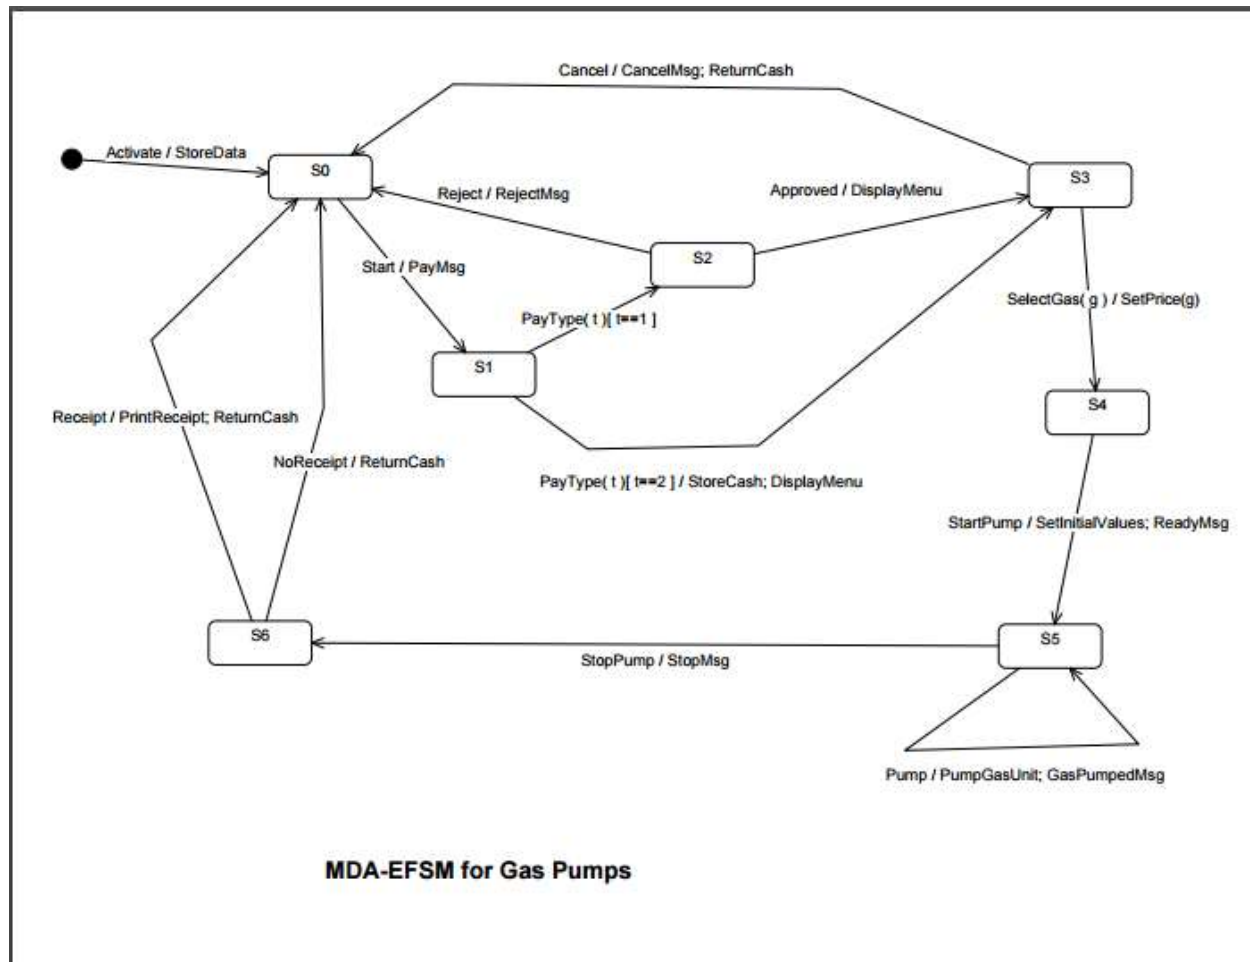 Cancel / CancelMsg; ReturnCash
Activate / StoreData
S0
S3
Reject / RejectMsg
Approved / DisplayMenu
S2
Start / PayMsg
SelectGas( g ) / SetPrice(g)
PayType( t )[ t==1 ]
S1
S4
Receipt / PrintReceipt; ReturnCash
NoReceipt / ReturnCash
PayType( t )[ t==2 ] / StoreCash; DisplayMenu
StartPump / SetInitialValues; ReadyMsg
S6
S5
StopPump / StopMsg
Pump / PumpGasUnit; GasPumpedMsg
MDA-EFSM for Gas Pumps